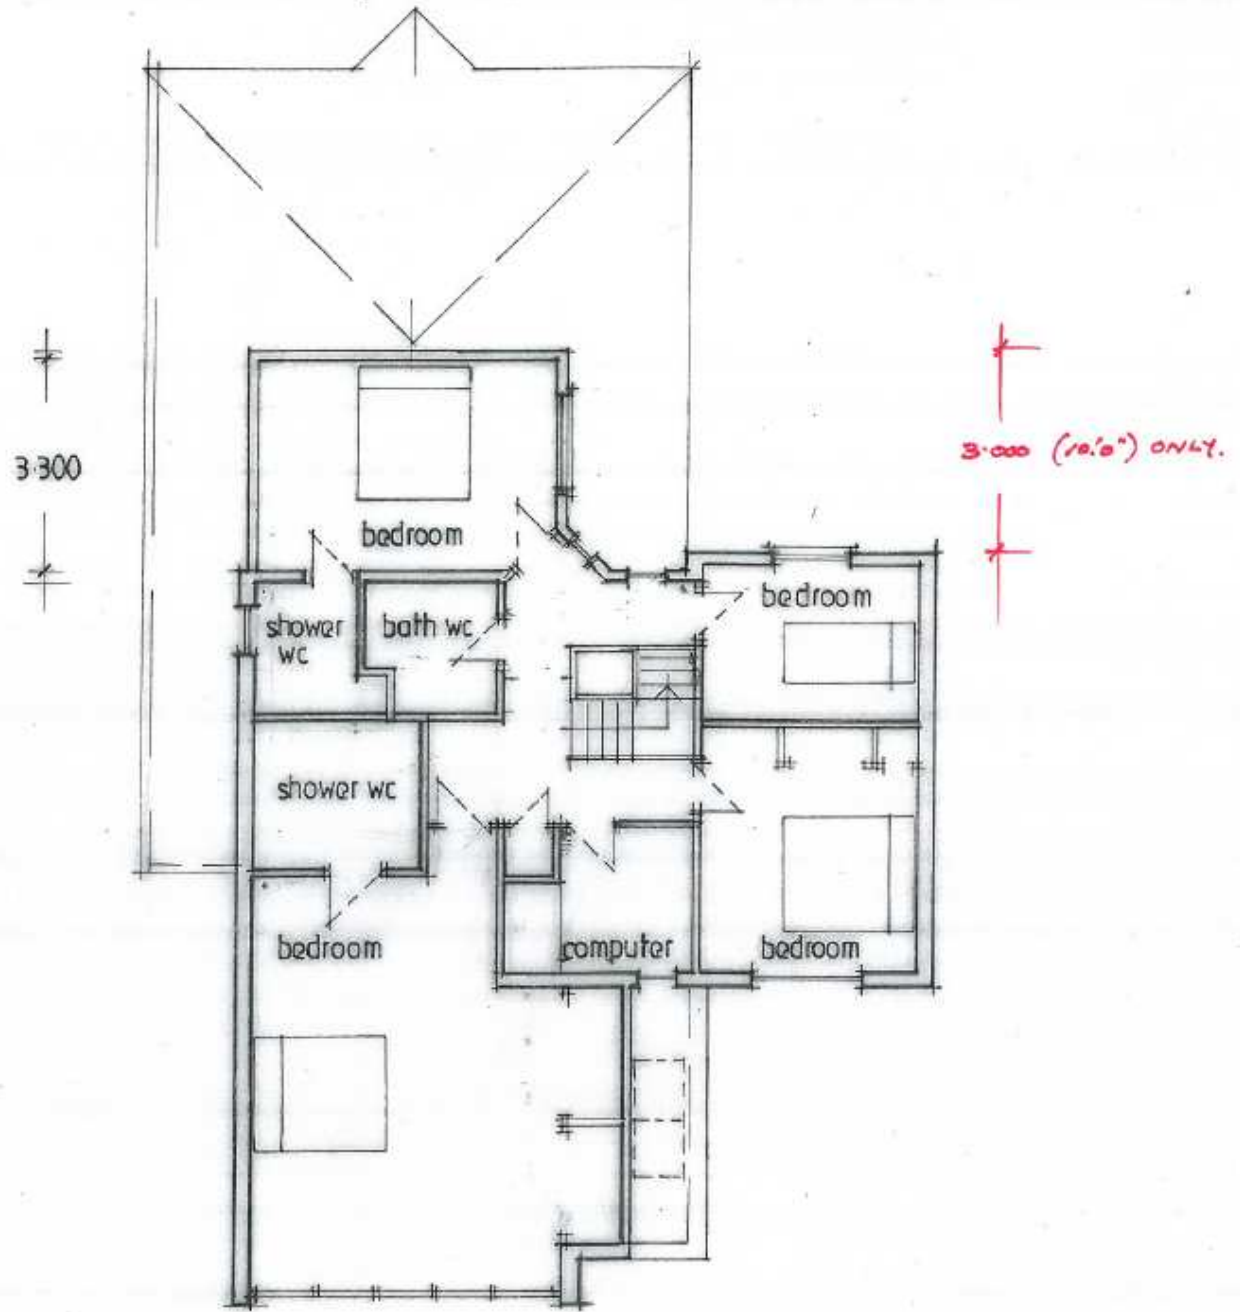 3·300
3·000 (10'.0") ONLY.
bedroom
bedroom
shower
wc
bath wc
shower wc
bedroom
computer
bedroom